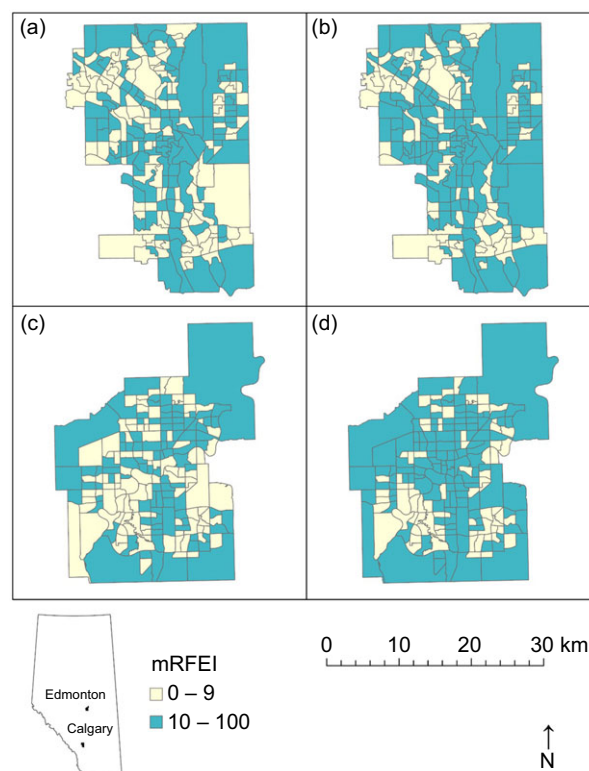 (a)
(b)
(c)
(d)
mRFEI
0 – 9
10 – 100
Edmonton
Calgary
0 10 20 30 km
N